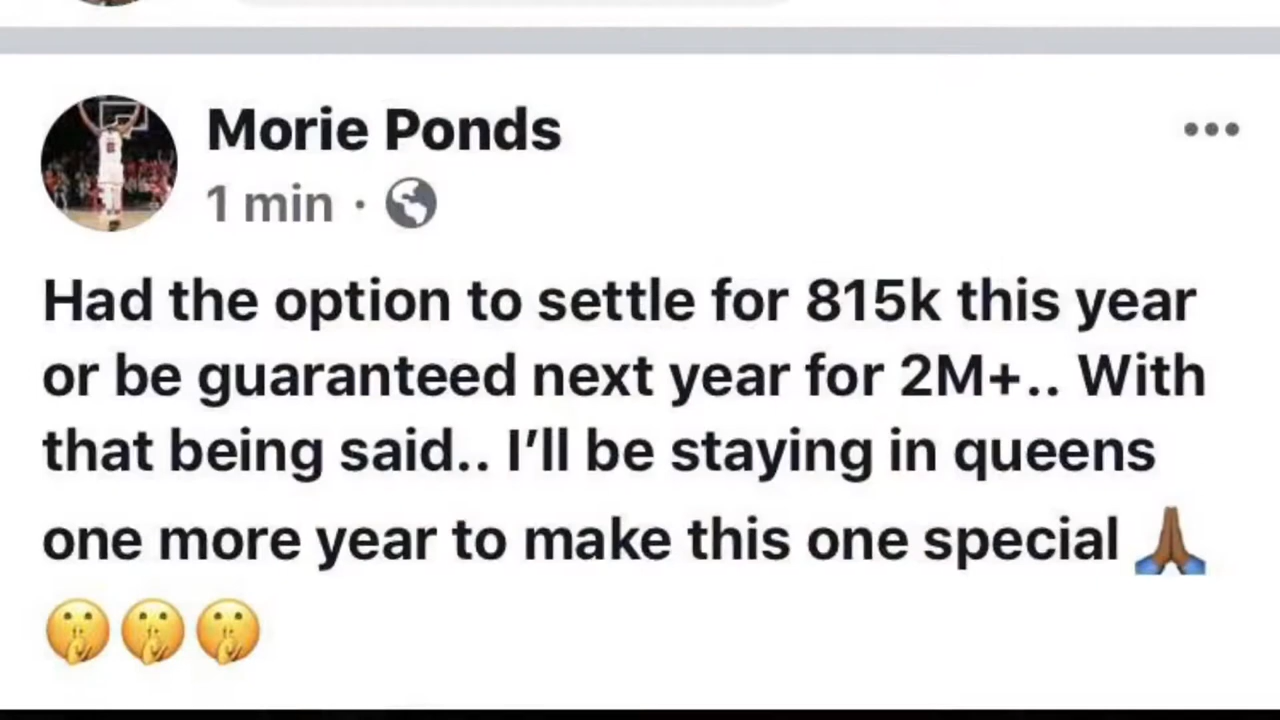 Morie Ponds
1 min ·
Had the option to settle for 815k this year
or be guaranteed next year for 2M+.. With
that being said.. I’ll be staying in queens
one more year to make this one special 🙏🏾
🤫🤫🤫